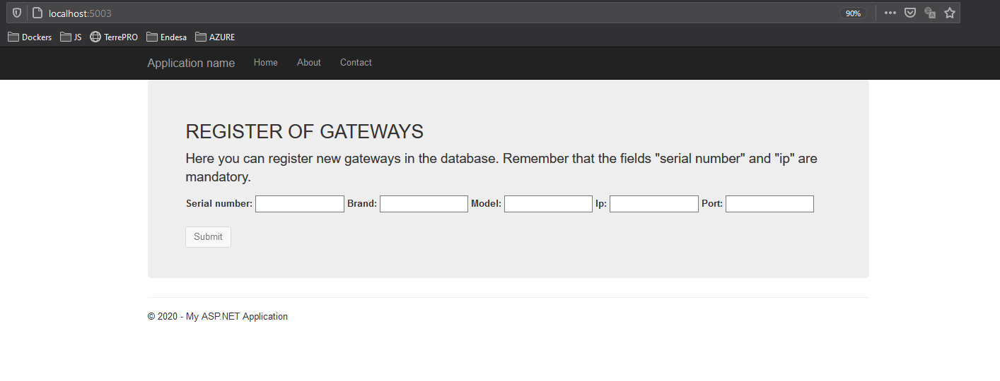 localhost:5003 90%
Dockers JS TerrePRO Endesa AZURE
Application name Home About Contact
REGISTER OF GATEWAYS
Here you can register new gateways in the database. Remember that the fields "serial number" and "ip" are
mandatory.
Serial number: Brand: Model: Ip: Port:
Submit
© 2020 - My ASP.NET Application